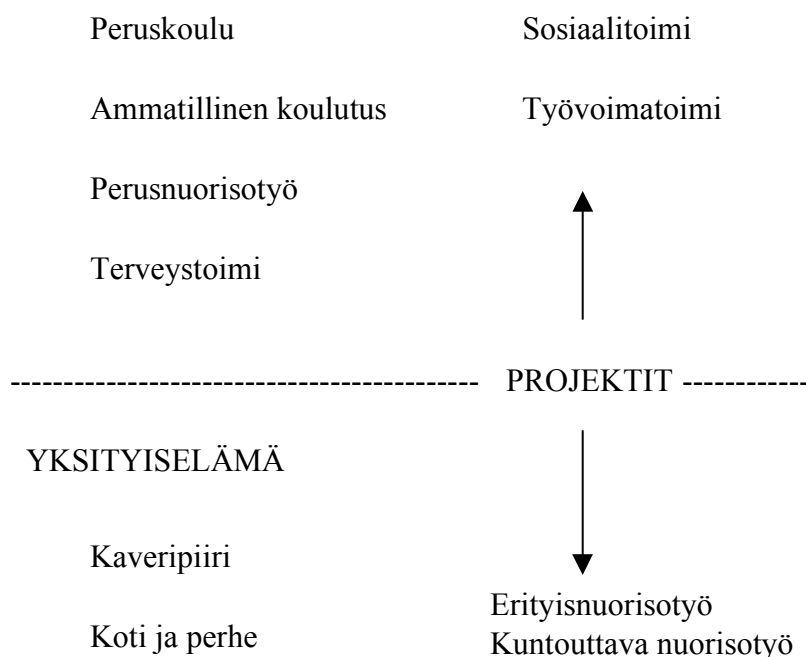 Peruskoulu Sosiaalitoimi
Ammatillinen koulutus Työvoimatoimi
Perusnuorisotyö
Terveystoimi
-------------------------------------------- PROJEKTIT ------------
YKSITYISELÄMÄ
Kaveripiiri
Erityisnuorisotyö
Koti ja perhe Kuntouttava nuorisotyö